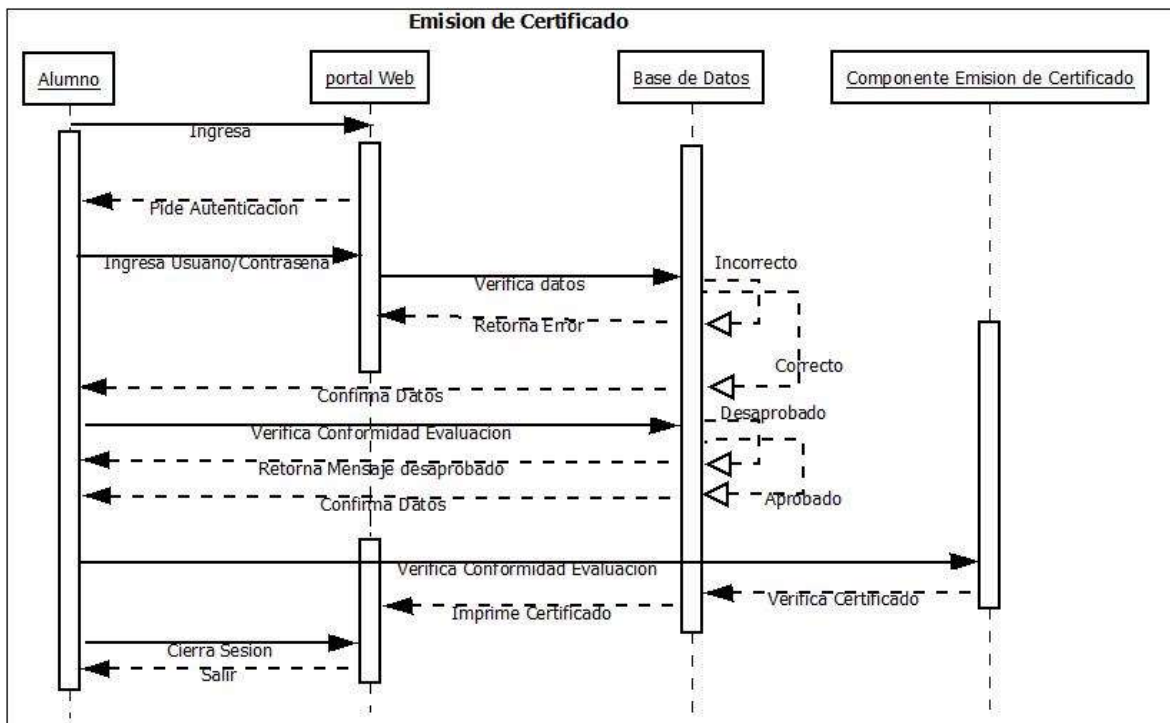 Emision de Certificado
Alumno
portal Web
Base de Datos
Componente Emision de Certificado
Ingresa
Pide Autenticacion
Ingresa Usuario/Contrasena
Incorrecto
Verifica datos
Retorna Error
Correcto
Confirma Datos
Desaprobado
Verifica Conformidad Evaluacion
Retorna Mensaje desaprobado
Confirma Datos
Aprobado
Verifica Conformidad Evaluacion
Verifica Certificado
Imprime Certificado
Cierra Sesion
Salir